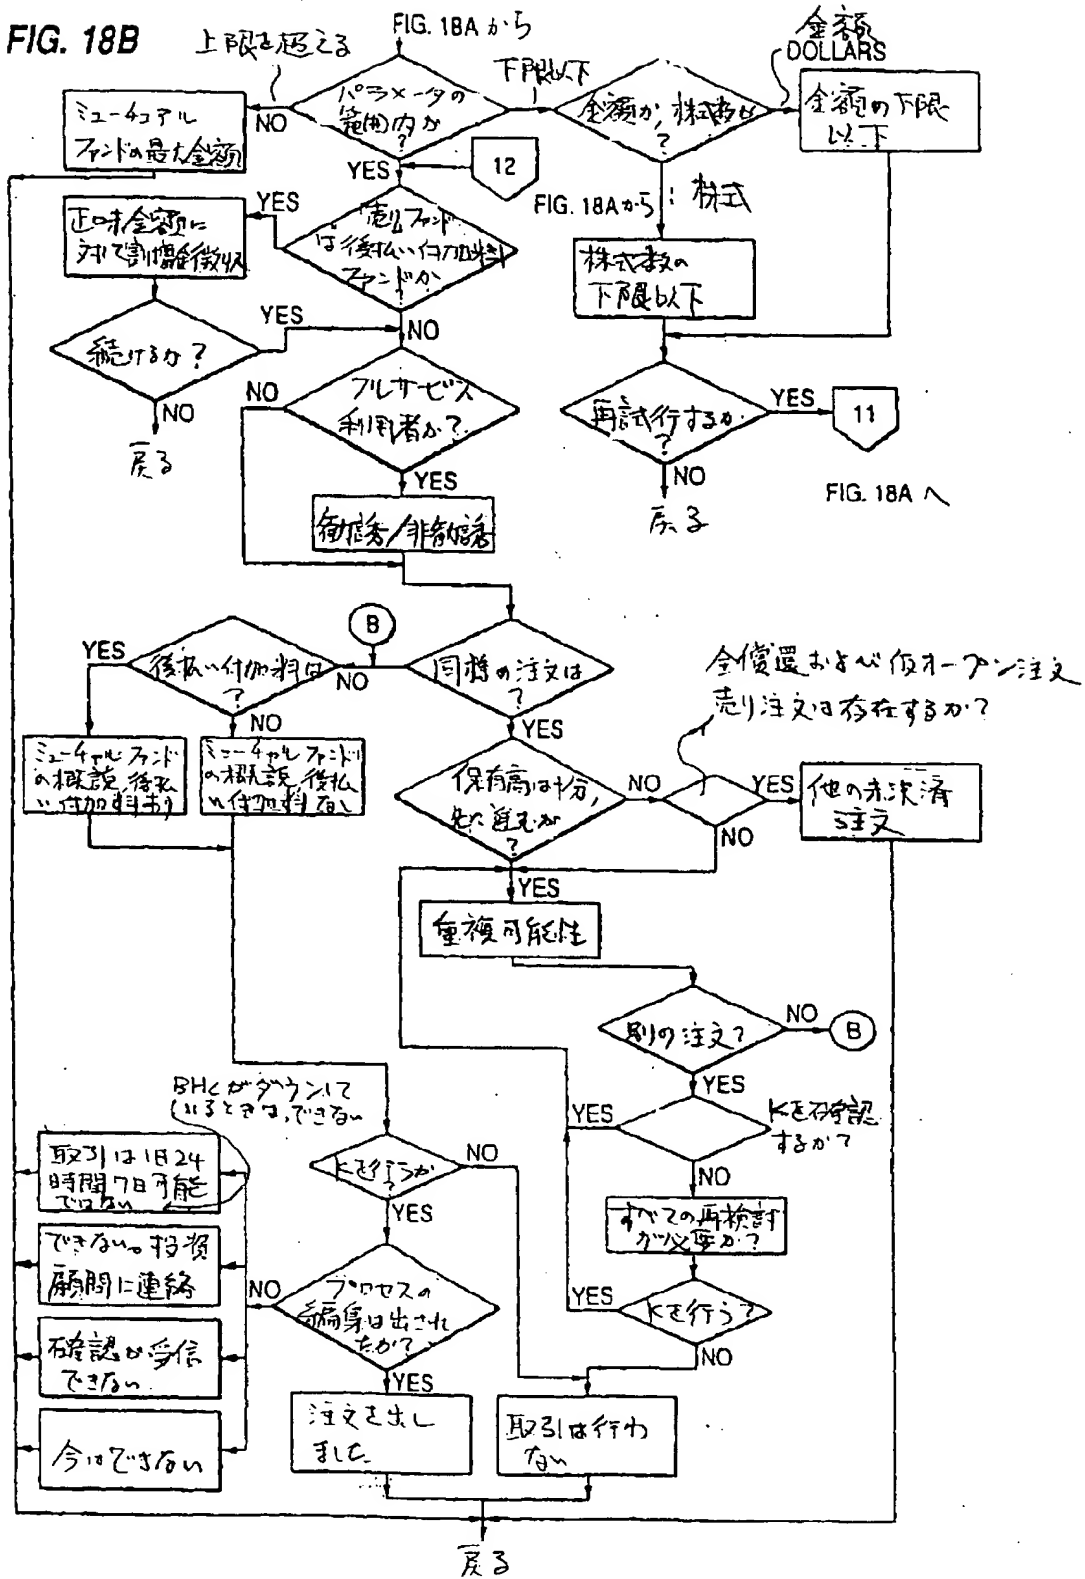 FIG. 18B
FIG. 18A から
上限を超える
下限以下
金額
DOLLARS
パラメータの
範囲内か
?
NO
YES
金額か, 株式数か
?
金額の下限
以下
ミューチュアル
ファンドの最大金額
12
FIG. 18Aから
: 株式
正味金額に
対して
YES
売りファンド
は後払い付加料
ファンドか
NO
株式数の
下限以下
続けるか?
YES
NO
戻る
フルサービス
利用者か?
NO
YES
再試行するか
?
YES
11
NO
戻る
FIG. 18A へ
勧誘/非勧誘
B
後払い付加料は
?
YES
NO
同様の注文は
?
NO
YES
全償還および仮オープン注文
売り注文は存在するか?
ミューチャルファンド
の概説, 後払
い付加料あり
ミューチャルファンド
の概説, 後払
い付加料なし
保有高は十分,
先に進むか
?
NO
YES
YES
NO
他の未決済
注文
重複可能性
別の注文?
NO
B
YES
Kを確認
するか?
YES
NO
BHCがダウンして
いるときは, できない
取引は1日24
時間7日可能
ではない
Kを行うか
?
NO
YES
すべての再検討
が必要か?
できない。投資
顧問に連絡
NO
プロセスの
編集は出され
たか?
YES
Kを行う?
YES
NO
確認が受信
できない
今はできない
注文を出し
ました
取引は行わ
ない
戻る